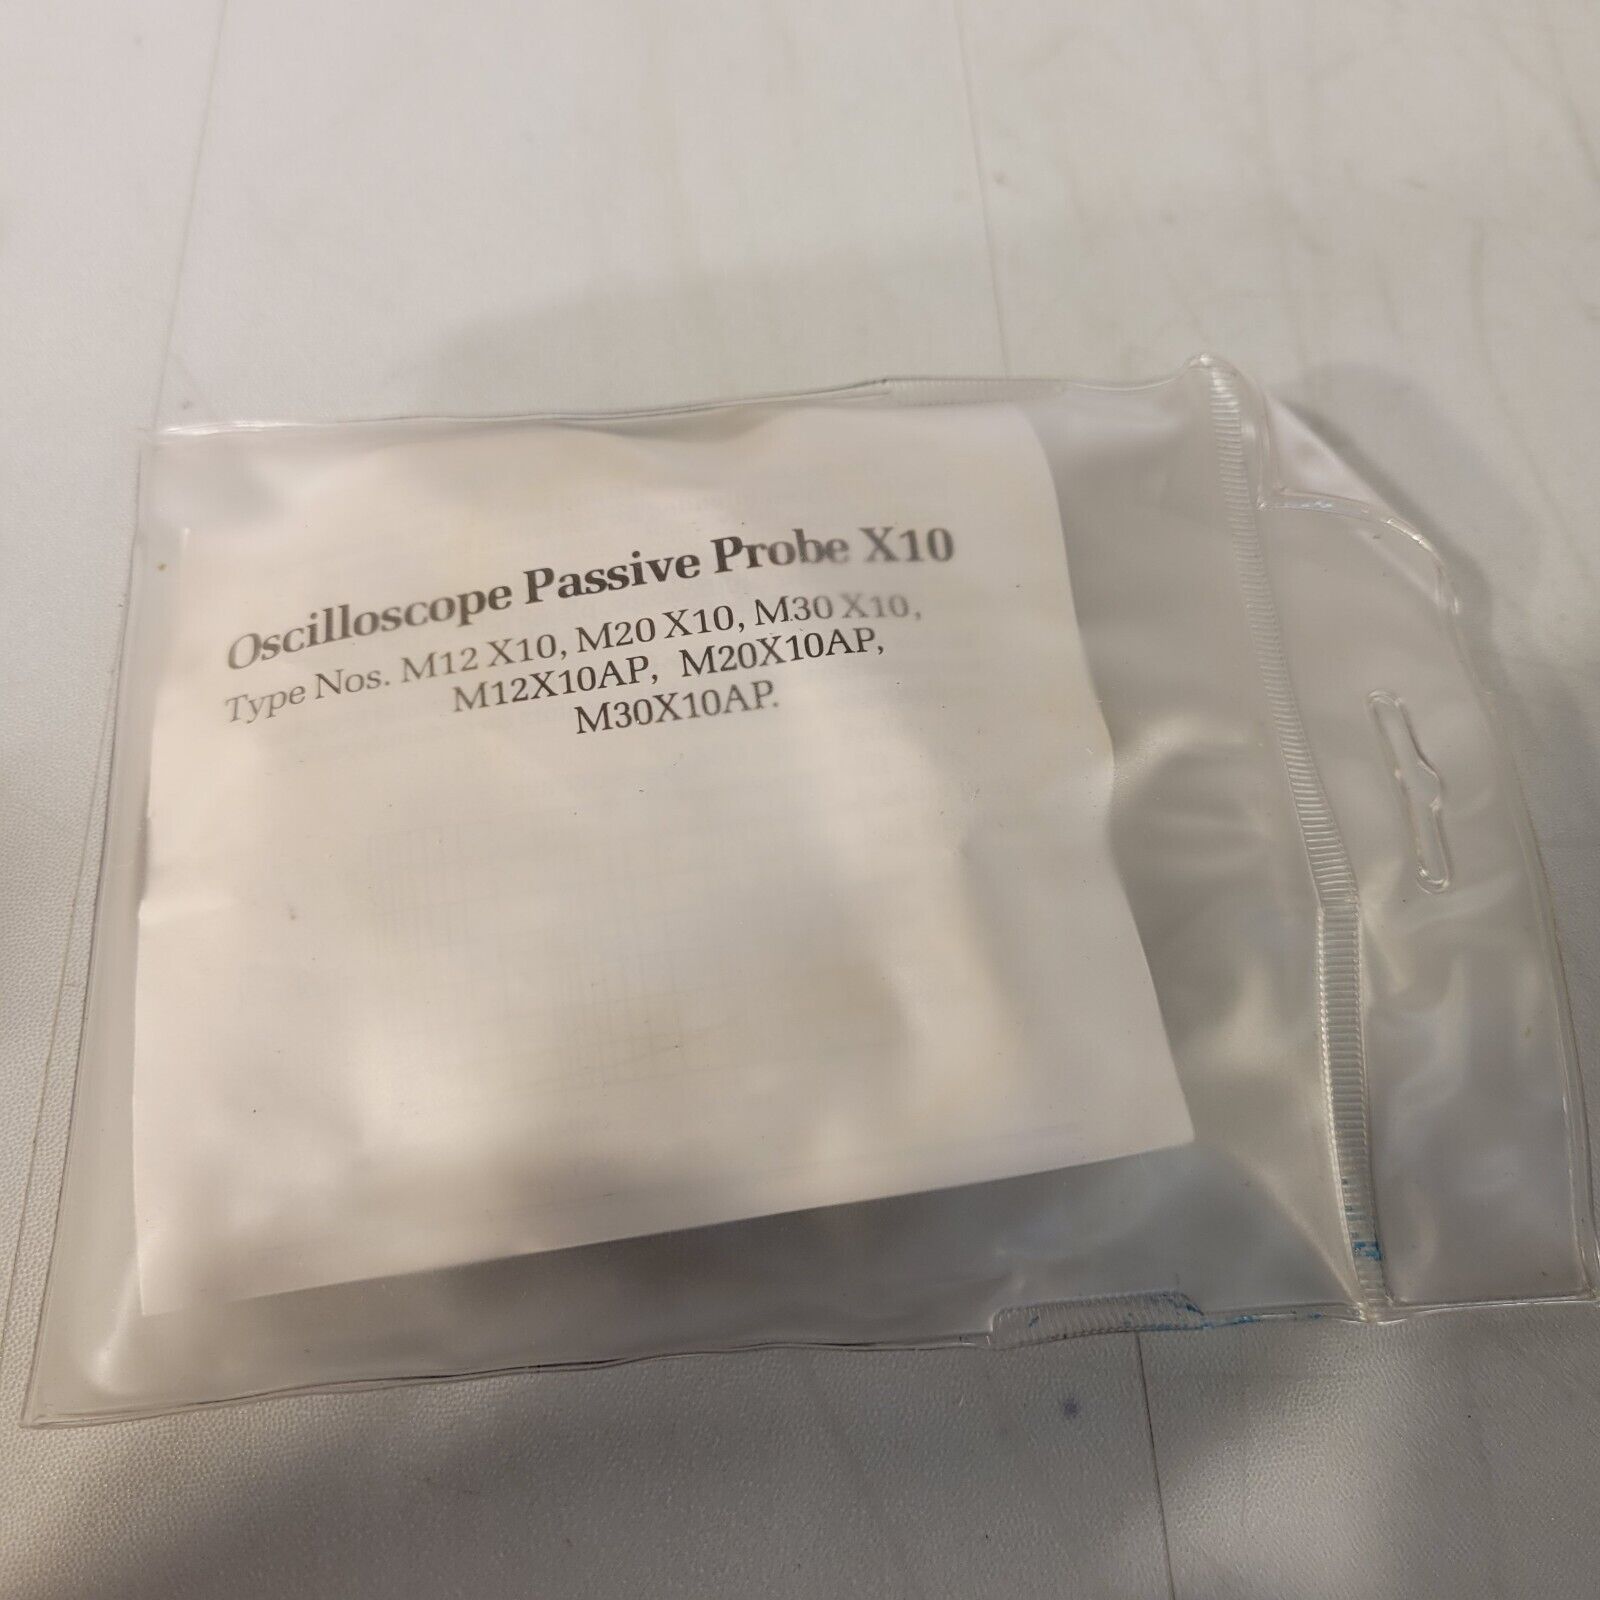 Oscilloscope Passive Probe X10
Type Nos. M12 X10, M20 X10, M30 X10,
M12X10AP, M20X10AP,
M30X10AP.